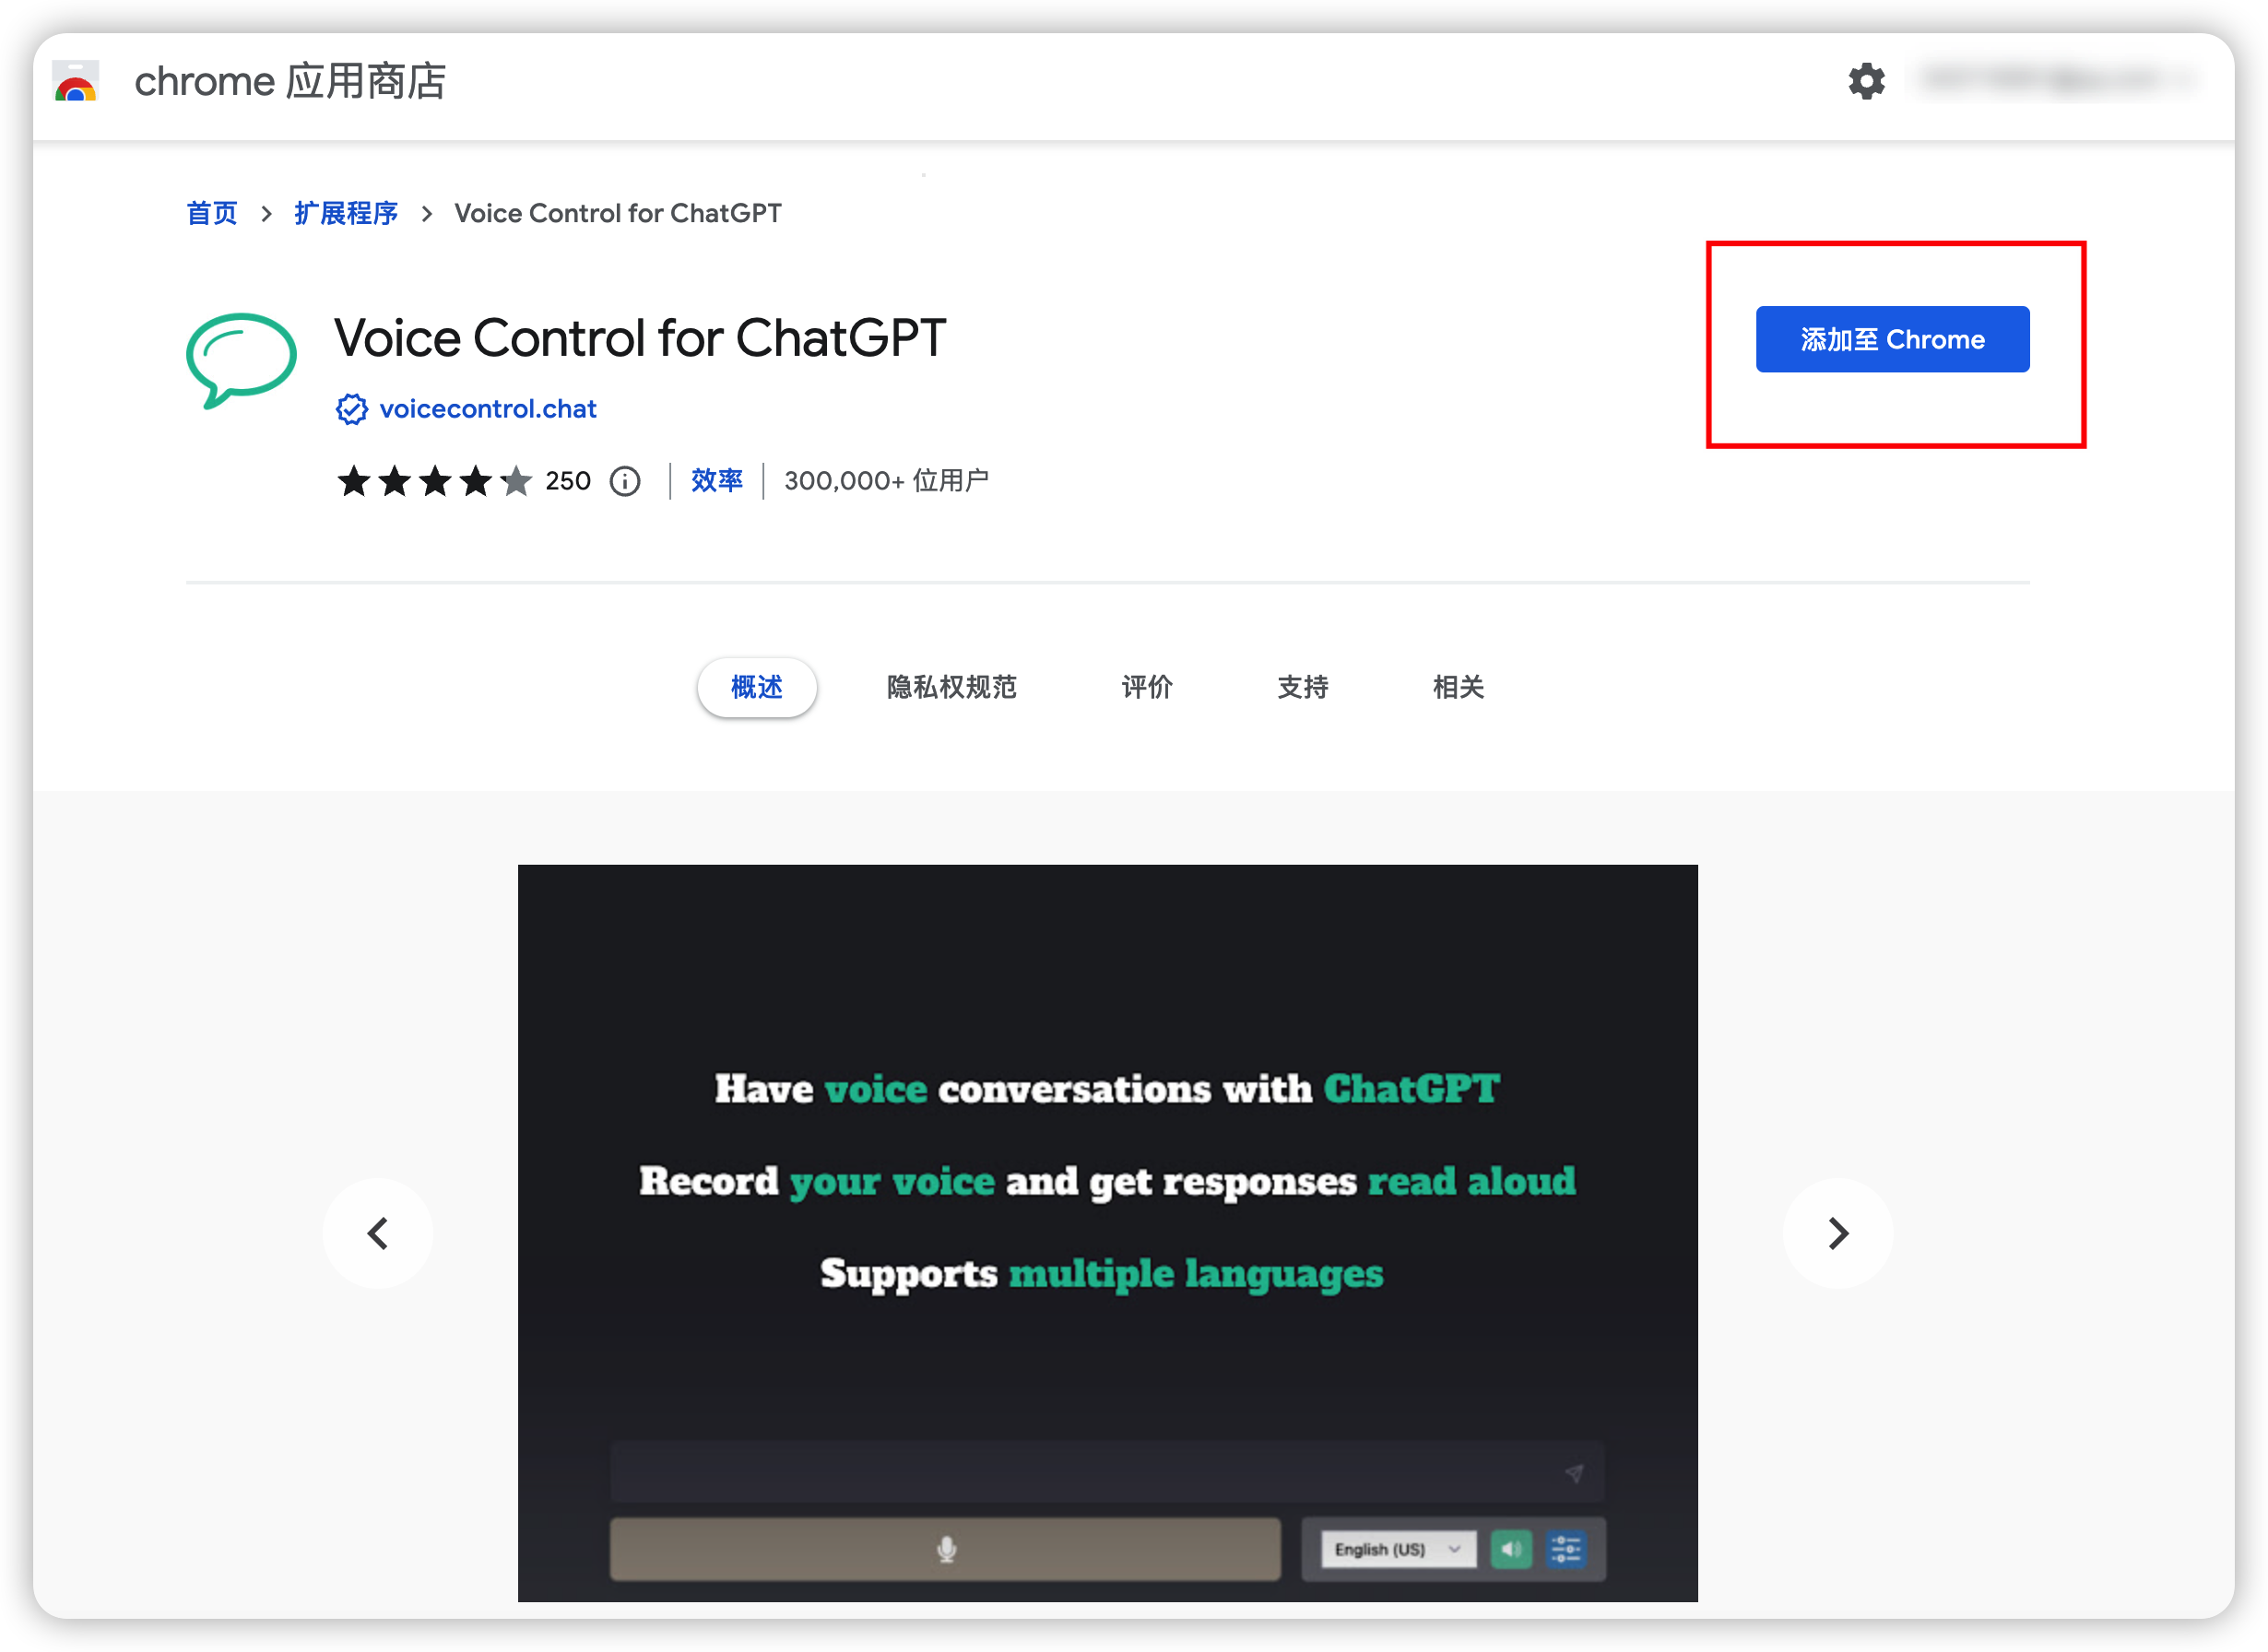 chrome 应用商店
首页 > 扩展程序 > Voice Control for ChatGPT
Voice Control for ChatGPT
添加至 Chrome
voicecontrol.chat
250 效率 300,000+ 位用户
概述 隐私权规范 评价 支持 相关
Have voice conversations with ChatGPT
Record your voice and get responses read aloud
Supports multiple languages
English (US)